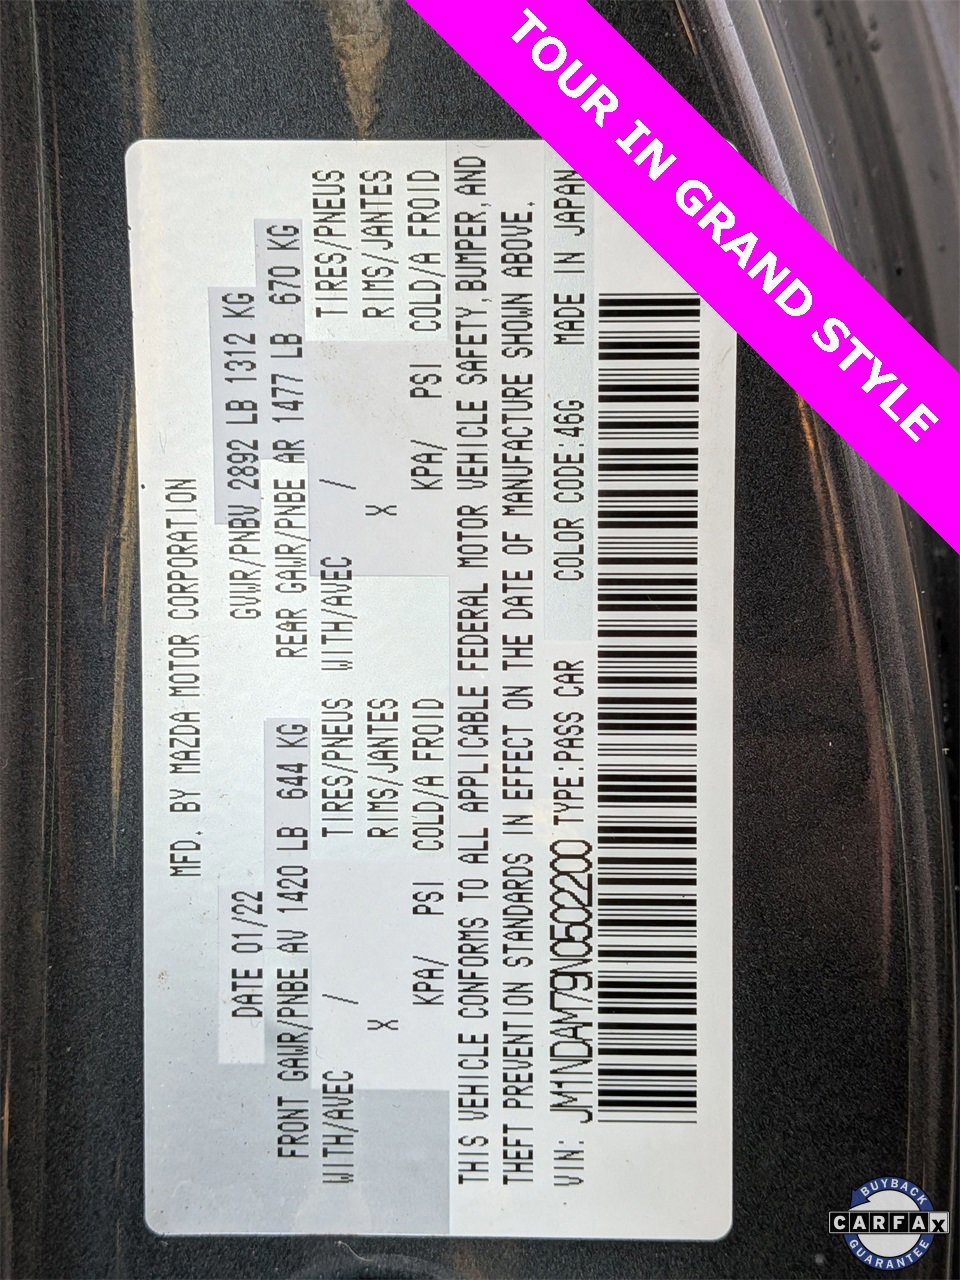 MFD. BY MAZDA MOTOR CORPORATION
DATE 01/22 GVWR/PNBV 2892 LB 1312 KG
FRONT GAWR/PNBE AV 1420 LB 644 KG REAR GAWR/PNBE AR 1477 LB 670 KG
WITH/AVEC / TIRES/PNEUS WITH/AVEC / TIRES/PNEUS
X RIMS/JANTES X RIMS/JANTES
KPA/ PSI COLD/A FROID KPA/ PSI COLD/A FROID
THIS VEHICLE CONFORMS TO ALL APPLICABLE FEDERAL MOTOR VEHICLE SAFETY, BUMPER, AND
THEFT PREVENTION STANDARDS IN EFFECT ON THE DATE OF MANUFACTURE SHOWN ABOVE.
VIN: JM1NDAM79N0502200 TYPE:PASS CAR COLOR CODE:46G MADE IN JAPAN
TOUR IN GRAND STYLE
BUYBACK
CARFAX
GUARANTEE